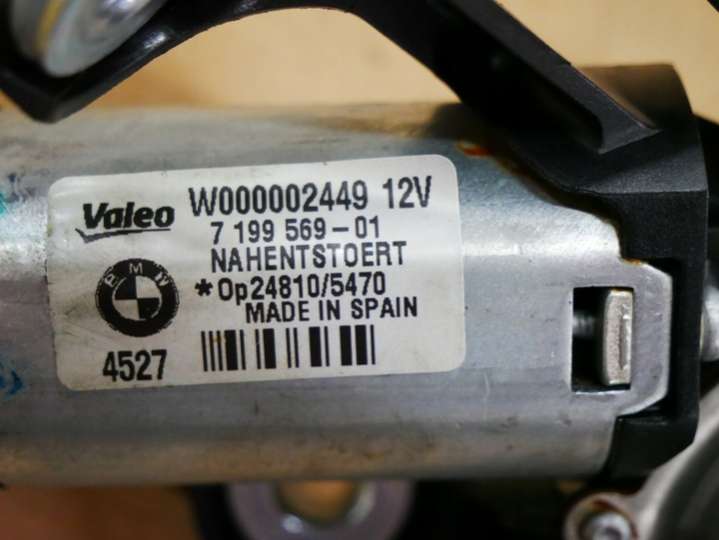 Valeo W000002449 12V
7 199 569-01
NAHENTSTOERT
BMW
*Op24810/5470
MADE IN SPAIN
4527